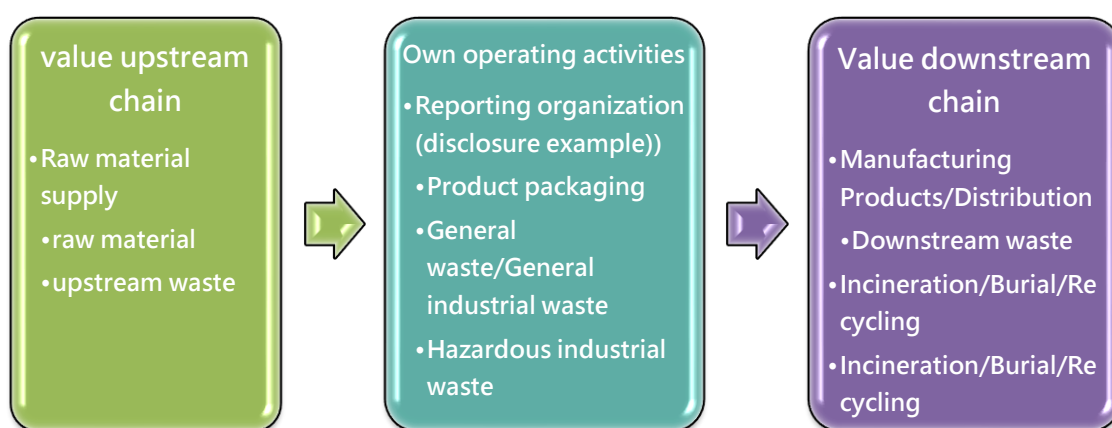 value upstream
chain
•Raw material
supply
•raw material
•upstream waste
Own operating activities
•Reporting organization
(disclosure example))
•Product packaging
•General
waste/General
industrial waste
•Hazardous industrial
waste
Value downstream
chain
•Manufacturing
Products/Distribution
•Downstream waste
•Incineration/Burial/Re
cycling
•Incineration/Burial/Re
cycling